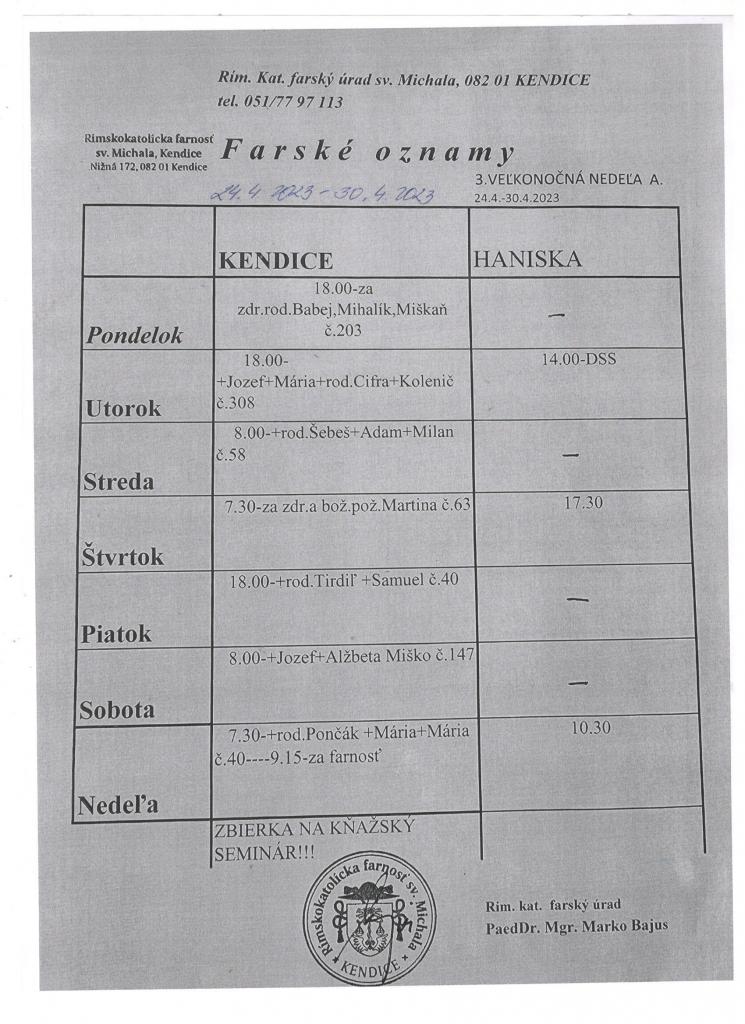 Rím. Kat. farský úrad sv. Michala, 082 01 KENDICE
tel. 051/77 97 113
Rímskokatolícka farnosť
sv. Michala, Kendice
Nižná 172, 082 01 Kendice
Farské oznamy
24.4 2023 - 30.4.2023
3.VEĽKONOČNÁ NEDEĽA A.
24.4.-30.4.2023
KENDICE
HANISKA
Pondelok
18.00-za
zdr.rod.Babej,Mihalík,Miškaň
č.203
—
Utorok
18.00-
+Jozef+Mária+rod.Cifra+Kolenič
č.308
14.00-DSS
Streda
8.00-+rod.Šebeš+Adam+Milan
č.58
—
Štvrtok
7.30-za zdr.a bož.pož.Martina č.63
17.30
Piatok
18.00-+rod.Tirdiľ +Samuel č.40
—
Sobota
8.00-+Jozef+Alžbeta Miško č.147
—
Nedeľa
7.30-+rod.Pončák +Mária+Mária
č.40----9.15-za farnosť
10.30
ZBIERKA NA KŇAŽSKÝ
SEMINÁR!!!
Rímskokatolícka farnosť sv. Michala
* KENDICE *
Rim. kat. farský úrad
PaedDr. Mgr. Marko Bajus